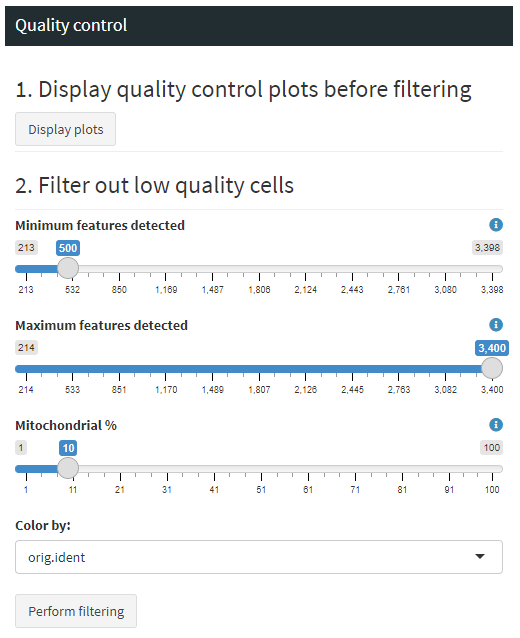 Quality control
1. Display quality control plots before filtering
Display plots
2. Filter out low quality cells
Minimum features detected
213 500 3,398
213 532 850 1,169 1,487 1,806 2,124 2,443 2,761 3,080 3,398
Maximum features detected
214 3,400
214 533 851 1,170 1,489 1,807 2,126 2,445 2,763 3,082 3,400
Mitochondrial %
1 10 100
1 11 21 31 41 51 61 71 81 91 100
Color by:
orig.ident
Perform filtering